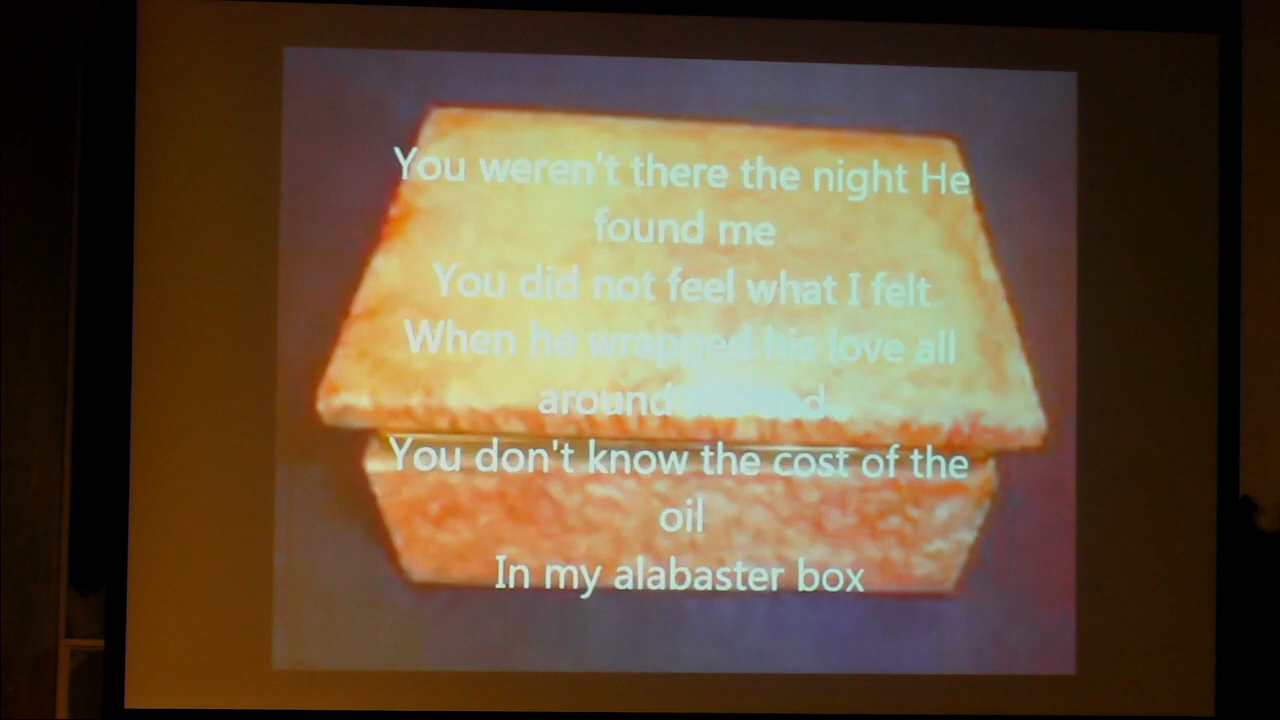 You weren't there the night He
found me
You did not feel what I felt
When he wrapped his love all
around
You don't know the cost of the
oil
In my alabaster box